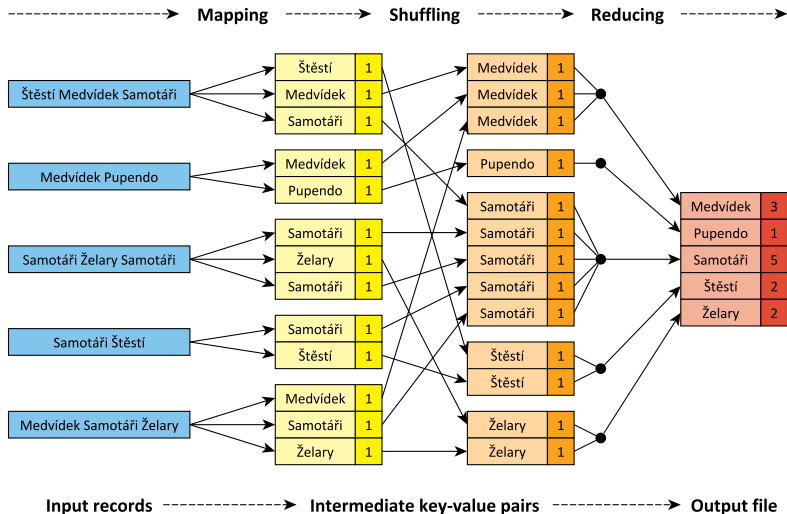 Mapping Shuffling Reducing
Štěstí Medvídek Samotáři
Medvídek Pupendo
Samotáři Želary Samotáři
Samotáři Štěstí
Medvídek Samotáři Želary
Štěstí 1
Medvídek 1
Samotáři 1
Medvídek 1
Pupendo 1
Samotáři 1
Želary 1
Samotáři 1
Samotáři 1
Štěstí 1
Medvídek 1
Samotáři 1
Želary 1
Medvídek 1
Medvídek 1
Medvídek 1
Pupendo 1
Samotáři 1
Samotáři 1
Samotáři 1
Samotáři 1
Samotáři 1
Štěstí 1
Štěstí 1
Želary 1
Želary 1
Medvídek 3
Pupendo 1
Samotáři 5
Štěstí 2
Želary 2
Input records Intermediate key-value pairs Output file